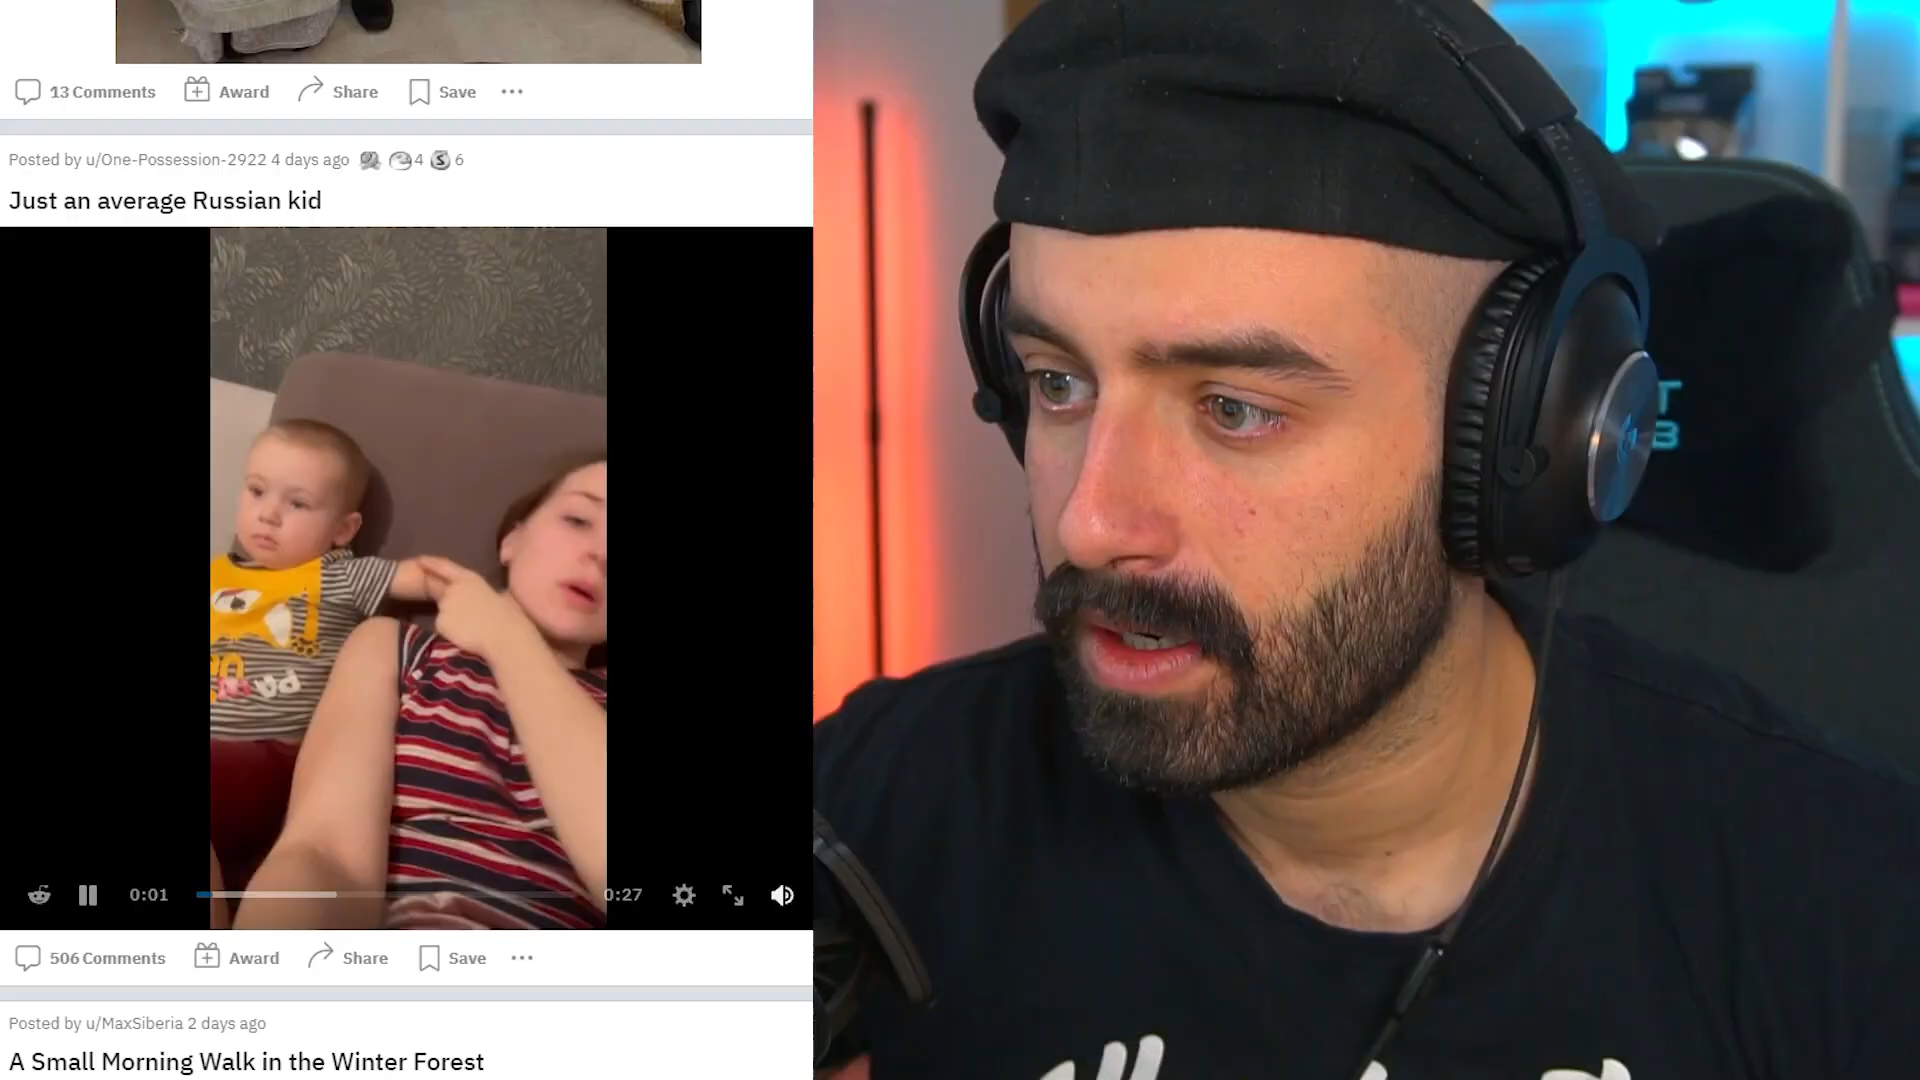 13 Comments Award Share Save
Posted by u/One-Possession-2922 4 days ago 4 6
Just an average Russian kid
0:01
0:27
506 Comments Award Share Save
Posted by u/MaxSiberia 2 days ago
A Small Morning Walk in the Winter Forest